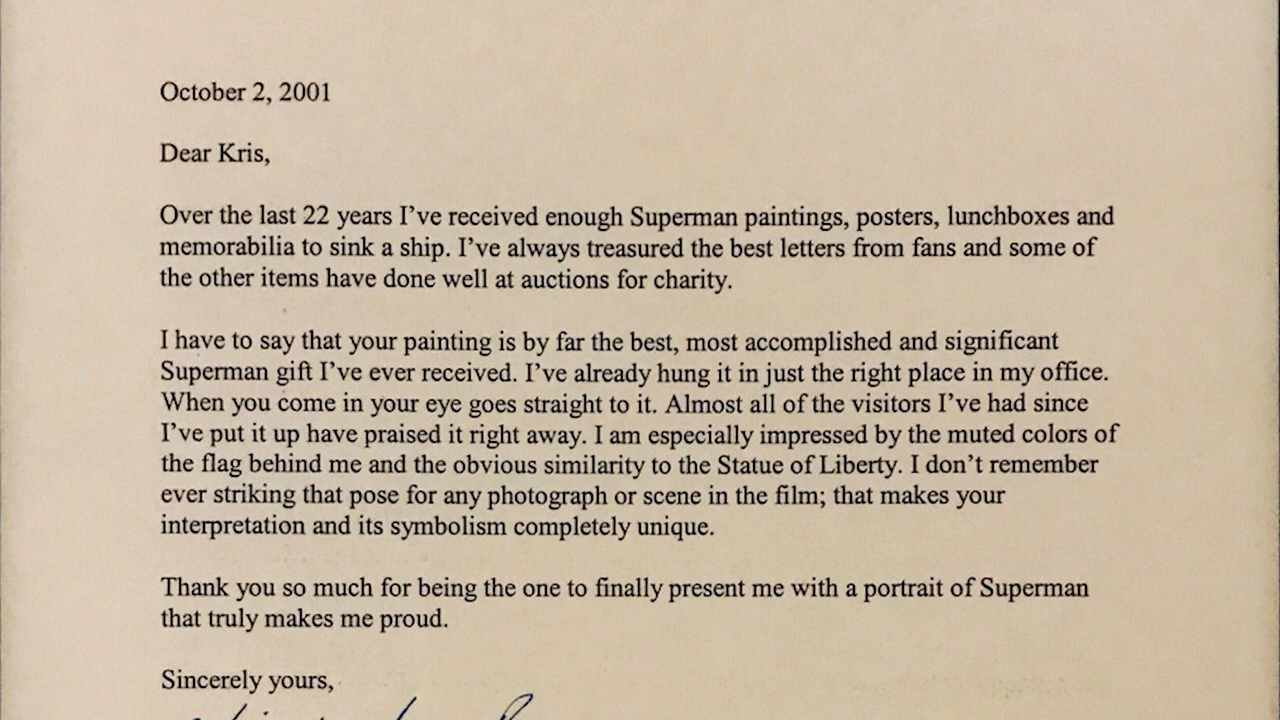 October 2, 2001
Dear Kris,
Over the last 22 years I’ve received enough Superman paintings, posters, lunchboxes and
memorabilia to sink a ship. I’ve always treasured the best letters from fans and some of
the other items have done well at auctions for charity.
I have to say that your painting is by far the best, most accomplished and significant
Superman gift I’ve ever received. I’ve already hung it in just the right place in my office.
When you come in your eye goes straight to it. Almost all of the visitors I’ve had since
I’ve put it up have praised it right away. I am especially impressed by the muted colors of
the flag behind me and the obvious similarity to the Statue of Liberty. I don’t remember
ever striking that pose for any photograph or scene in the film; that makes your
interpretation and its symbolism completely unique.
Thank you so much for being the one to finally present me with a portrait of Superman
that truly makes me proud.
Sincerely yours,